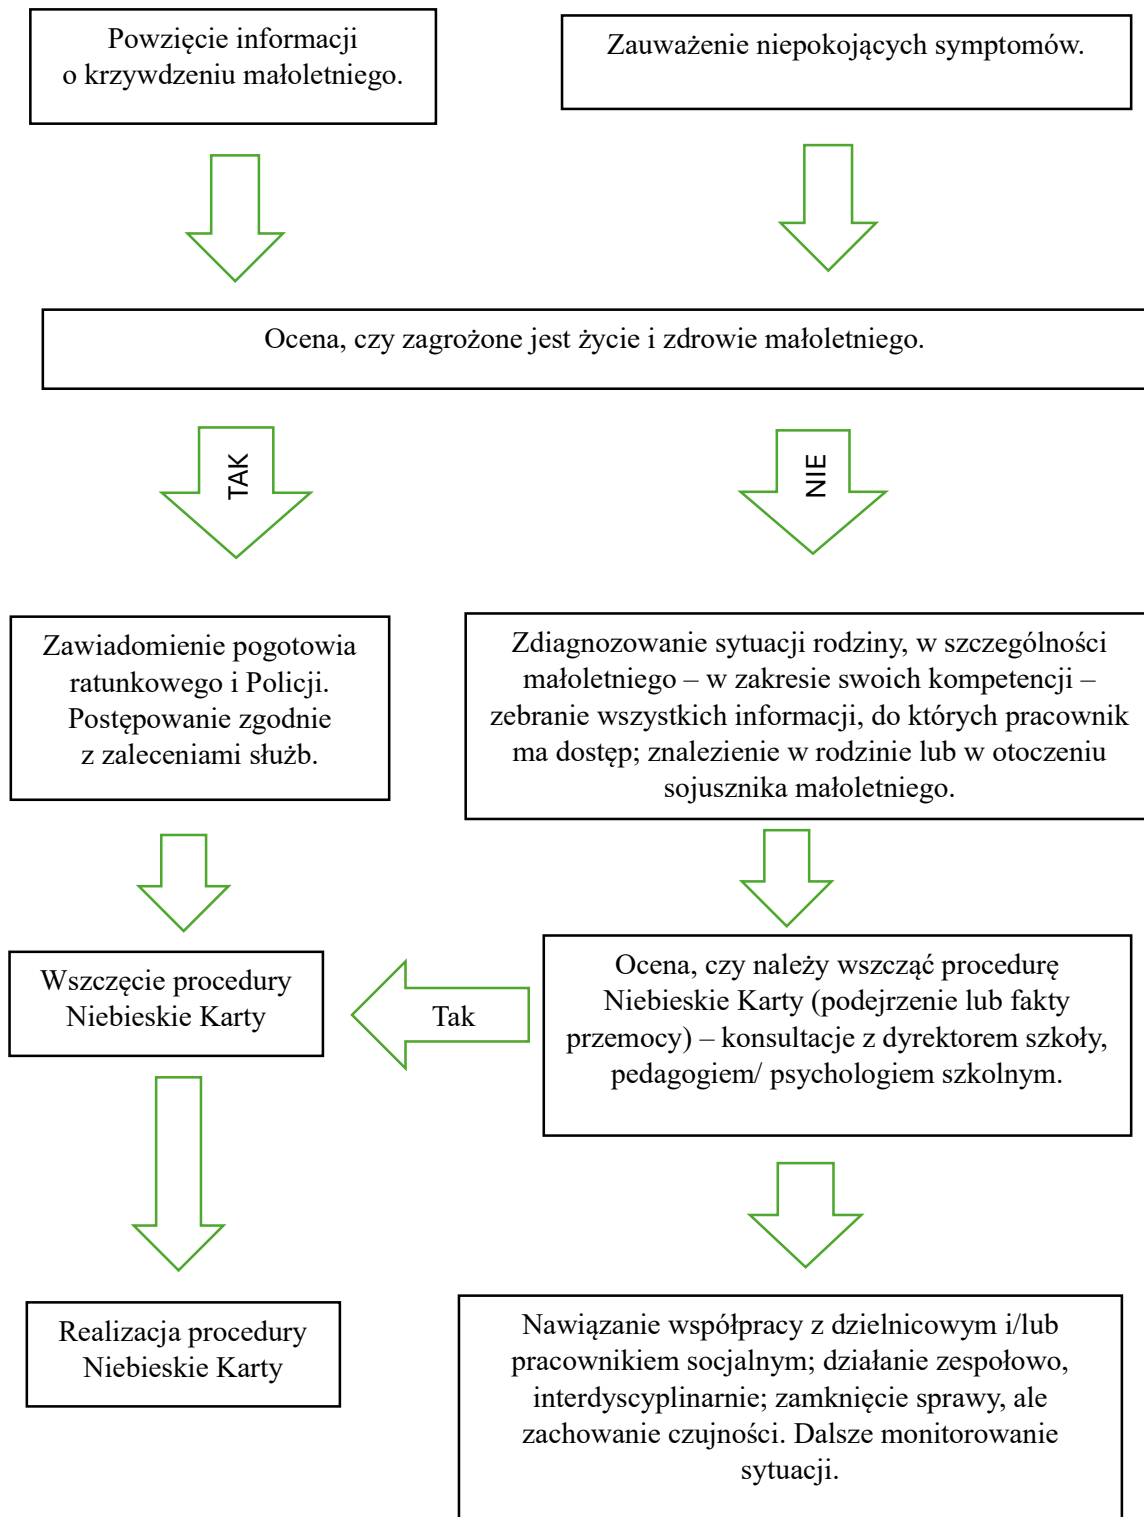 Powzięcie informacji
o krzywdzeniu małoletniego.
Zauważenie niepokojących symptomów.
Ocena, czy zagrożone jest życie i zdrowie małoletniego.
TAK
NIE
Zawiadomienie pogotowia
ratunkowego i Policji.
Postępowanie zgodnie
z zaleceniami służb.
Zdiagnozowanie sytuacji rodziny, w szczególności
małoletniego – w zakresie swoich kompetencji –
zebranie wszystkich informacji, do których pracownik
ma dostęp; znalezienie w rodzinie lub w otoczeniu
sojusznika małoletniego.
Wszczęcie procedury
Niebieskie Karty
Tak
Ocena, czy należy wszcząć procedurę
Niebieskie Karty (podejrzenie lub fakty
przemocy) – konsultacje z dyrektorem szkoły,
pedagogiem/ psychologiem szkolnym.
Realizacja procedury
Niebieskie Karty
Nawiązanie współpracy z dzielnicowym i/lub
pracownikiem socjalnym; działanie zespołowo,
interdyscyplinarnie; zamknięcie sprawy, ale
zachowanie czujności. Dalsze monitorowanie
sytuacji.